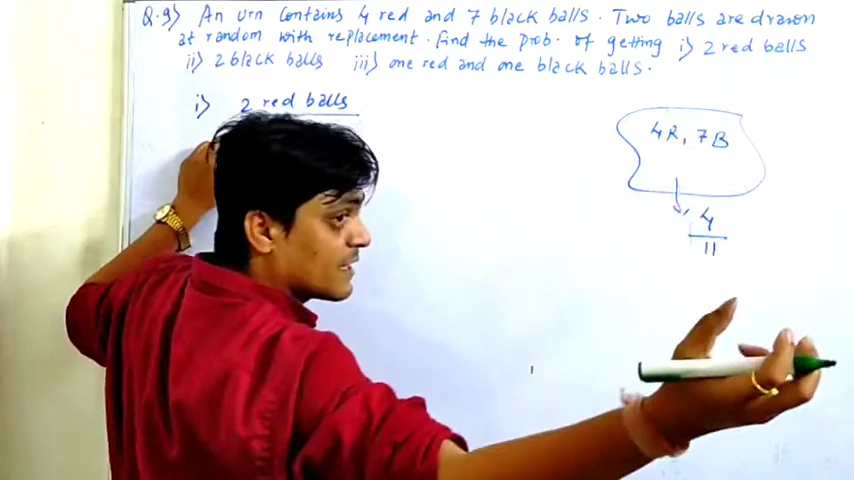 Q.9) An urn contains 4 red and 7 black balls. Two balls are drawn
at random with replacement. find the prob. of getting i) 2 red balls
ii) 2 black balls iii) one red and one black balls.
i) 2 red balls
4R, 7B
4
11